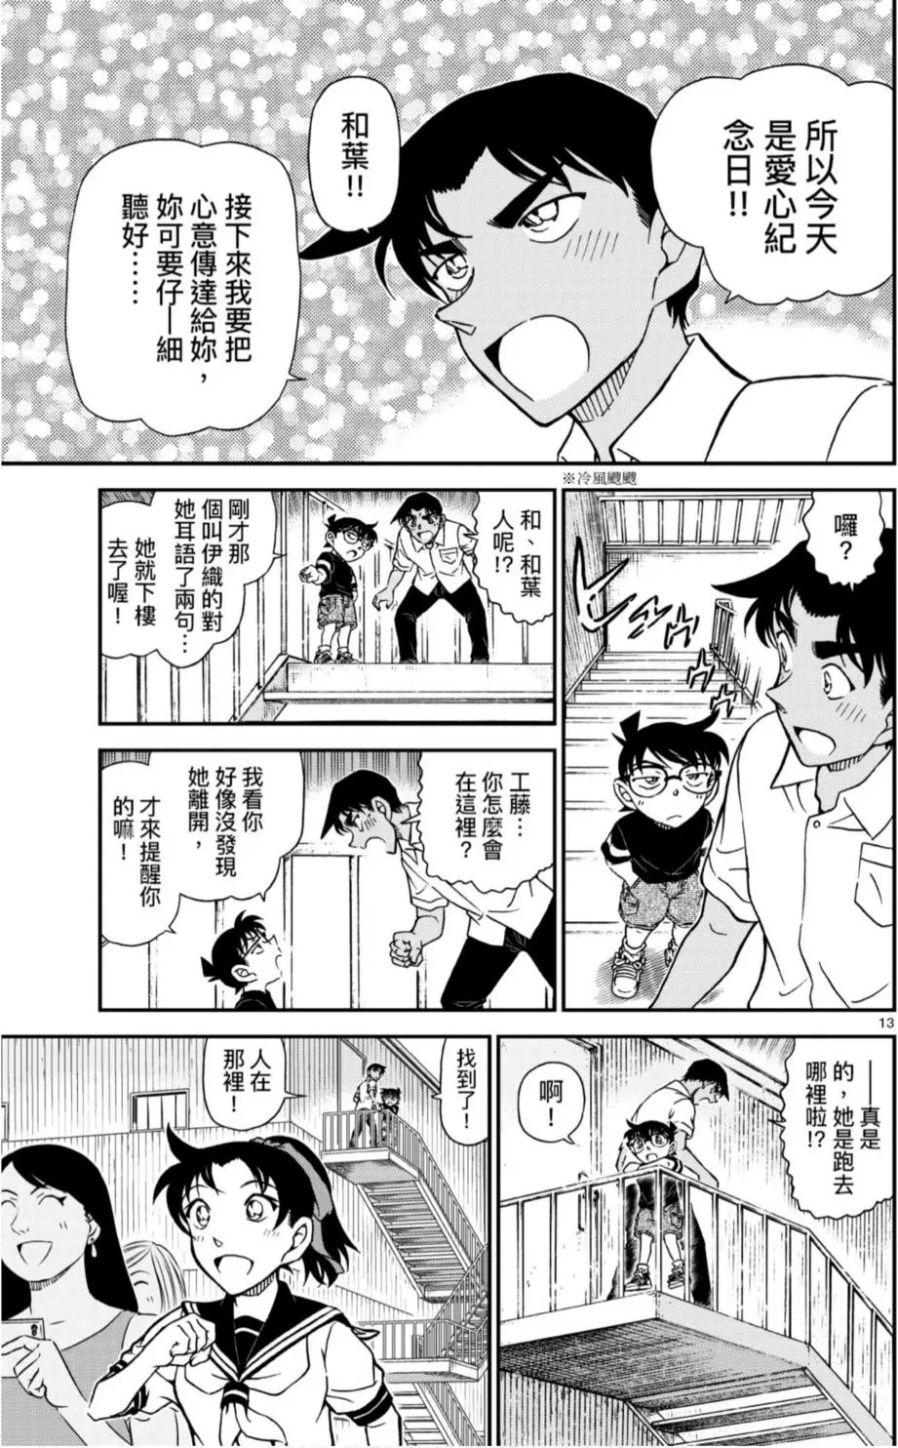 所以今天
是愛心紀
念日!!
和葉!!
接下來我要把
心意傳達給妳，
妳可要仔—細
聽好……
※冷風颼颼
囉？
和、和葉
人呢!?
剛才那
個叫伊織的對
她耳語了兩句…
她就下樓
去了喔！
工藤…
你怎麼會
在這裡？
我看你
好像沒發現
她離開，
才來提醒你
的嘛！
13
——真是
的，她是跑去
哪裡啦!?
啊！
找到了！
人在
那裡！